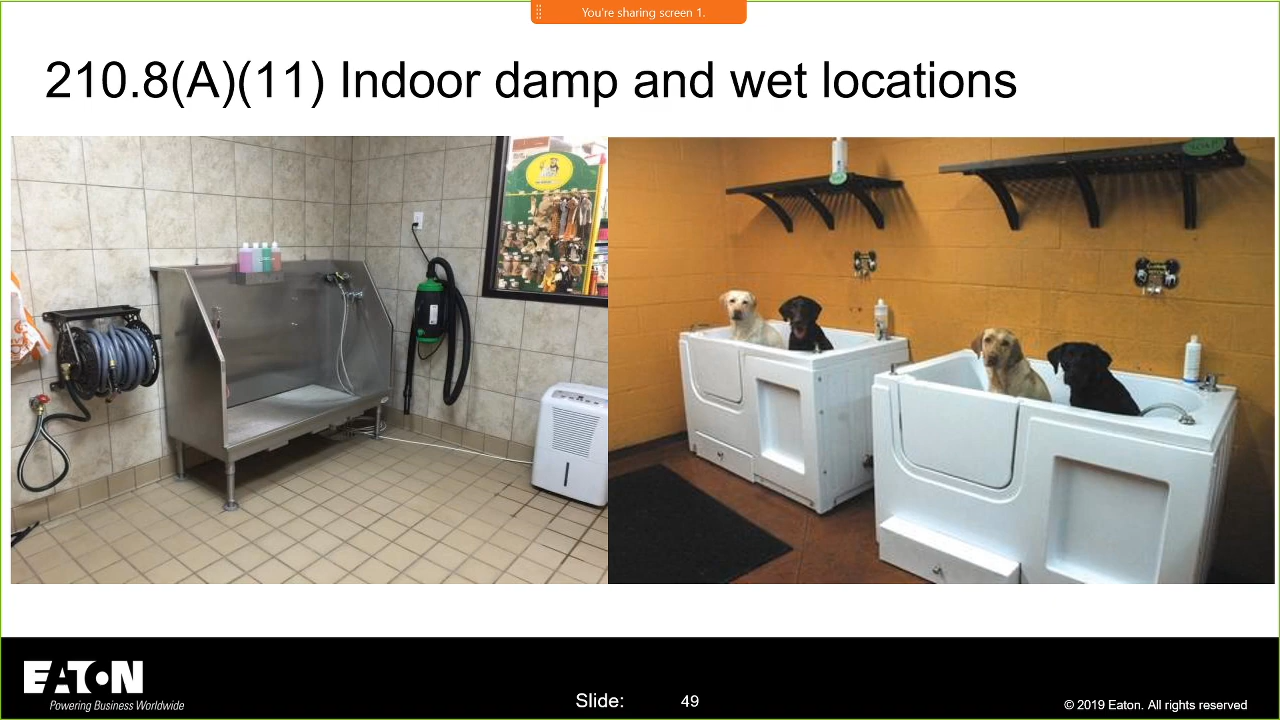 You're sharing screen 1.
210.8(A)(11) Indoor damp and wet locations
SOAP
EATON
Powering Business Worldwide
Slide: 49
© 2019 Eaton. All rights reserved